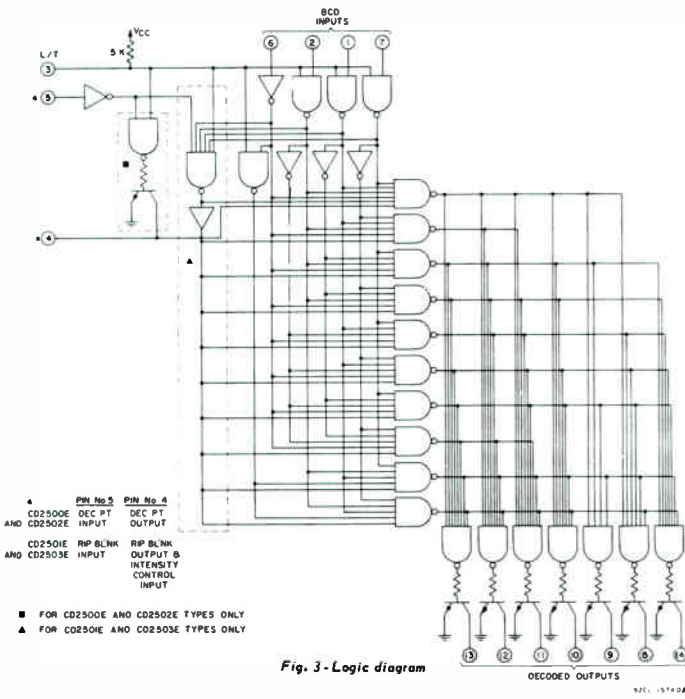 BCD
INPUTS
6 2 1 7
VCC
5 K
L/T
3
5
4
■
▲
PIN No 5 PIN No 4
CD2500E DEC PT DEC PT
AND CD2502E INPUT OUTPUT
CD2501E RIP BLNK RIP BLNK
AND CD2503E INPUT OUTPUT &
INTENSITY
CONTROL
INPUT
■ FOR CD2500E AND CD2502E TYPES ONLY
▲ FOR CD2501E AND CD2503E TYPES ONLY
13 12 11 10 9 15 14
DECODED OUTPUTS
Fig. 3 - Logic diagram